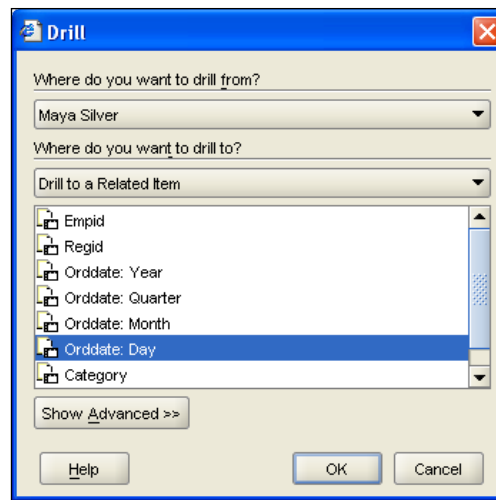 Drill
Where do you want to drill from?
Maya Silver
Where do you want to drill to?
Drill to a Related Item
Empid
Regid
Orddate: Year
Orddate: Quarter
Orddate: Month
Orddate: Day
Category
Show Advanced >>
Help OK Cancel